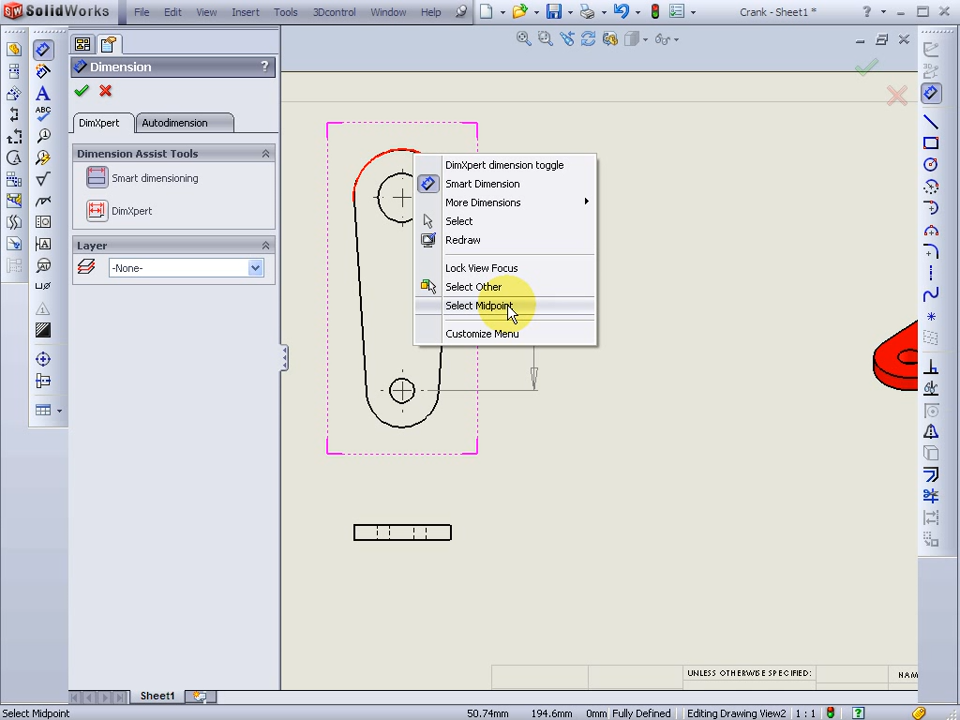 SolidWorks
File
Edit
View
Insert
Tools
3Dcontrol
Window
Help
Crank - Sheet1 *
Dimension
?
DimXpert
Autodimension
Dimension Assist Tools
Smart dimensioning
DimXpert
Layer
-None-
DimXpert dimension toggle
Smart Dimension
More Dimensions
Select
Redraw
Lock View Focus
Select Other
Select Midpoint
Customize Menu
UNLESS OTHERWISE SPECIFIED:
NAM
Sheet1
Select Midpoint
50.74mm
194.6mm
0mm
Fully Defined
Editing Drawing View2
1 : 1